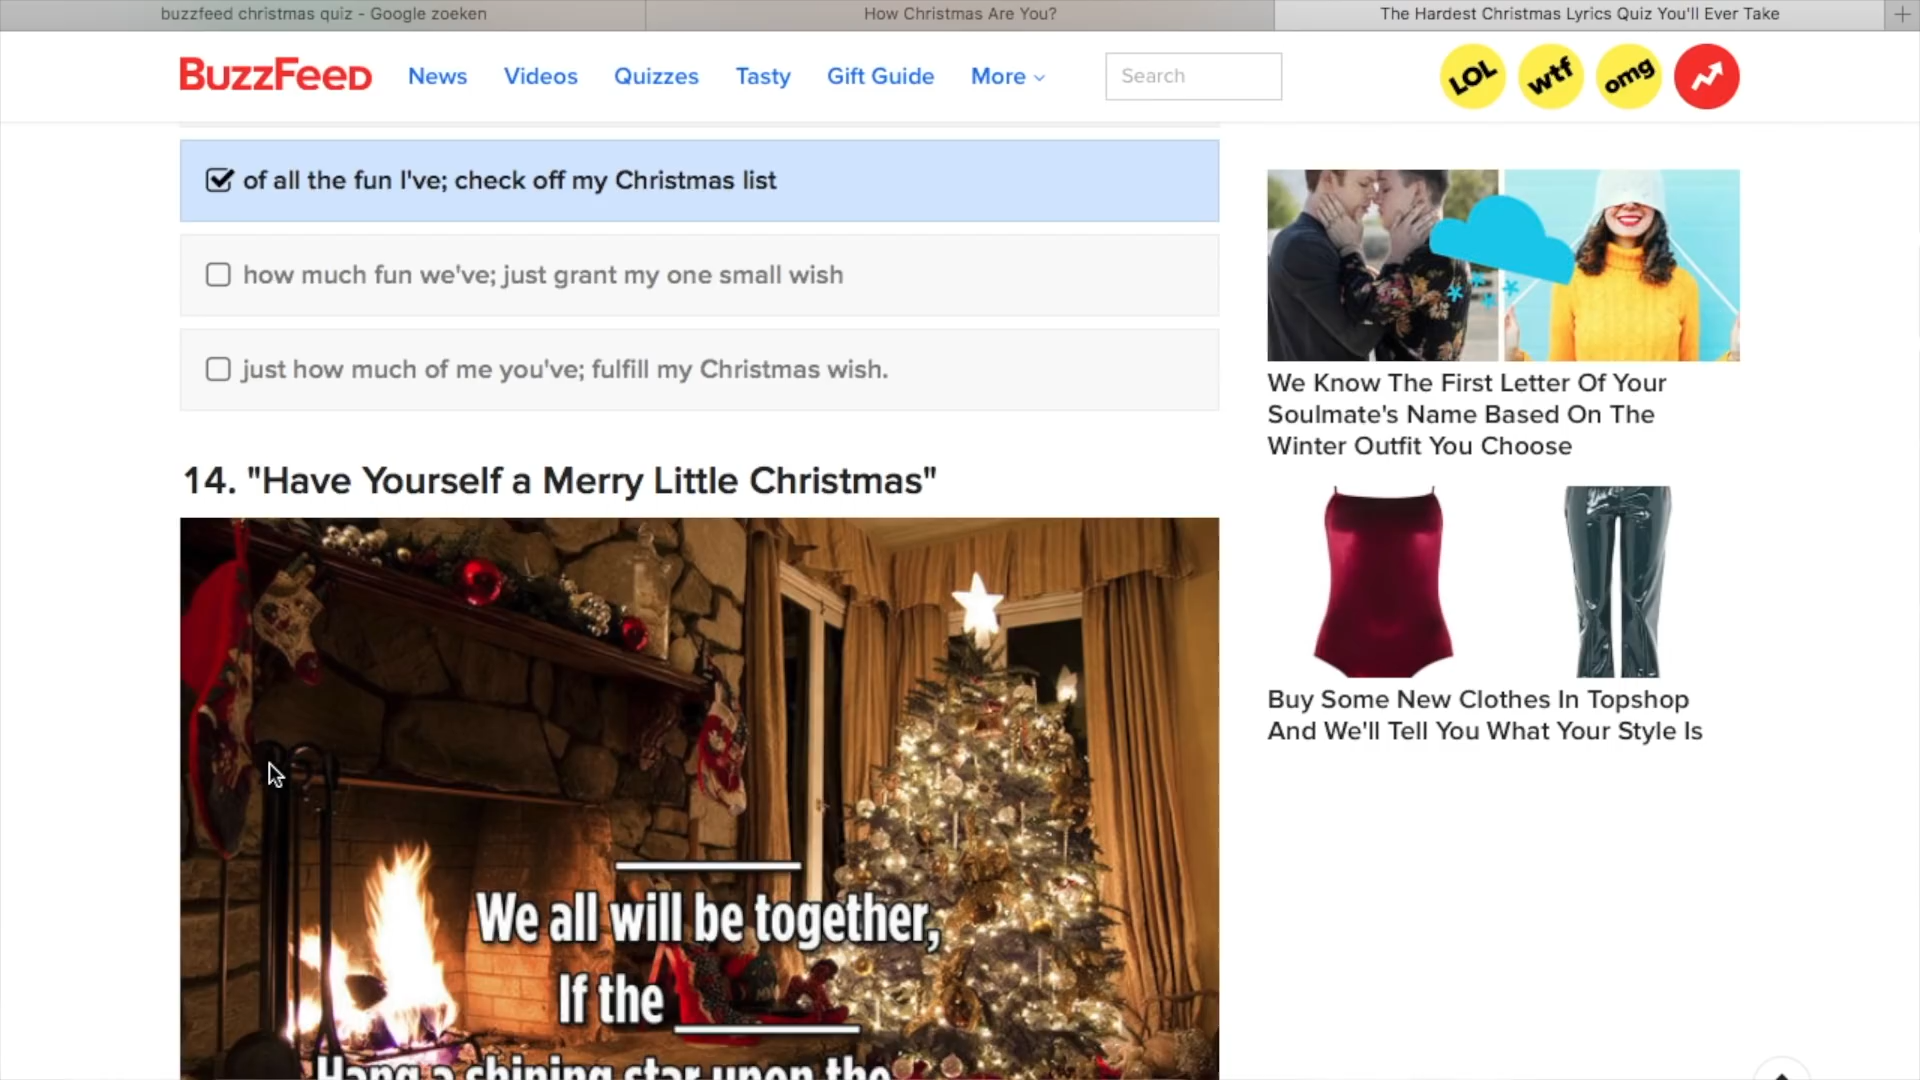 buzzfeed christmas quiz - Google zoeken
How Christmas Are You?
The Hardest Christmas Lyrics Quiz You'll Ever Take
BuzzFeed
News
Videos
Quizzes
Tasty
Gift Guide
More
Search
LOL
wtf
omg
of all the fun I've; check off my Christmas list
how much fun we've; just grant my one small wish
just how much of me you've; fulfill my Christmas wish.
14. "Have Yourself a Merry Little Christmas"
We all will be together,
If the
Hang a shining star upon the
We Know The First Letter Of Your
Soulmate's Name Based On The
Winter Outfit You Choose
Buy Some New Clothes In Topshop
And We'll Tell You What Your Style Is